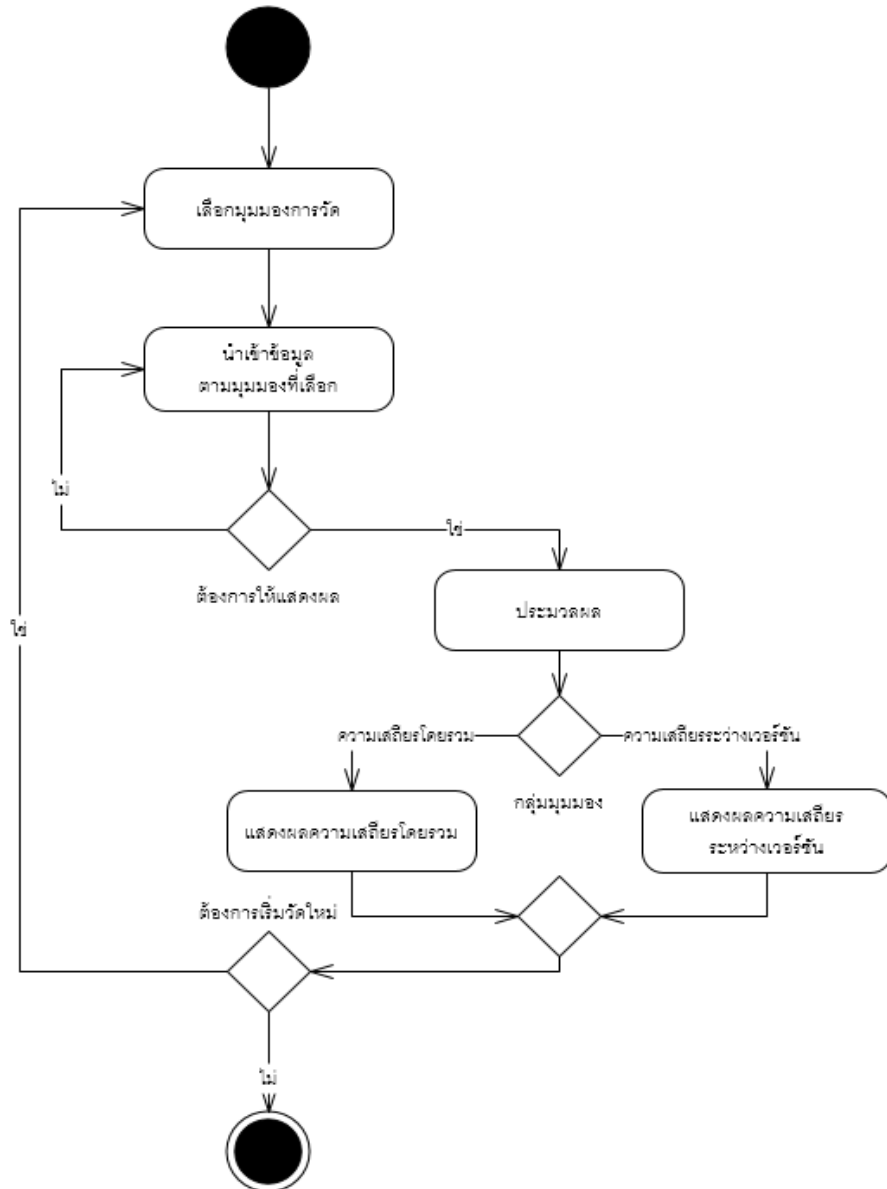 เลือกมุมมองการวัด
นำเข้าข้อมูล
ตามมุมมองที่เลือก
ไม่
ใช่
ต้องการให้แสดงผล
ประมวลผล
ใช่
ความเสถียรโดยรวม
ความเสถียรระว่างเวอร์ชัน
กลุ่มมุมมอง
แสดงผลความเสถียรโดยรวม
แสดงผลความเสถียร
ระหว่างเวอร์ชัน
ต้องการเริ่มวัดใหม่
ไม่